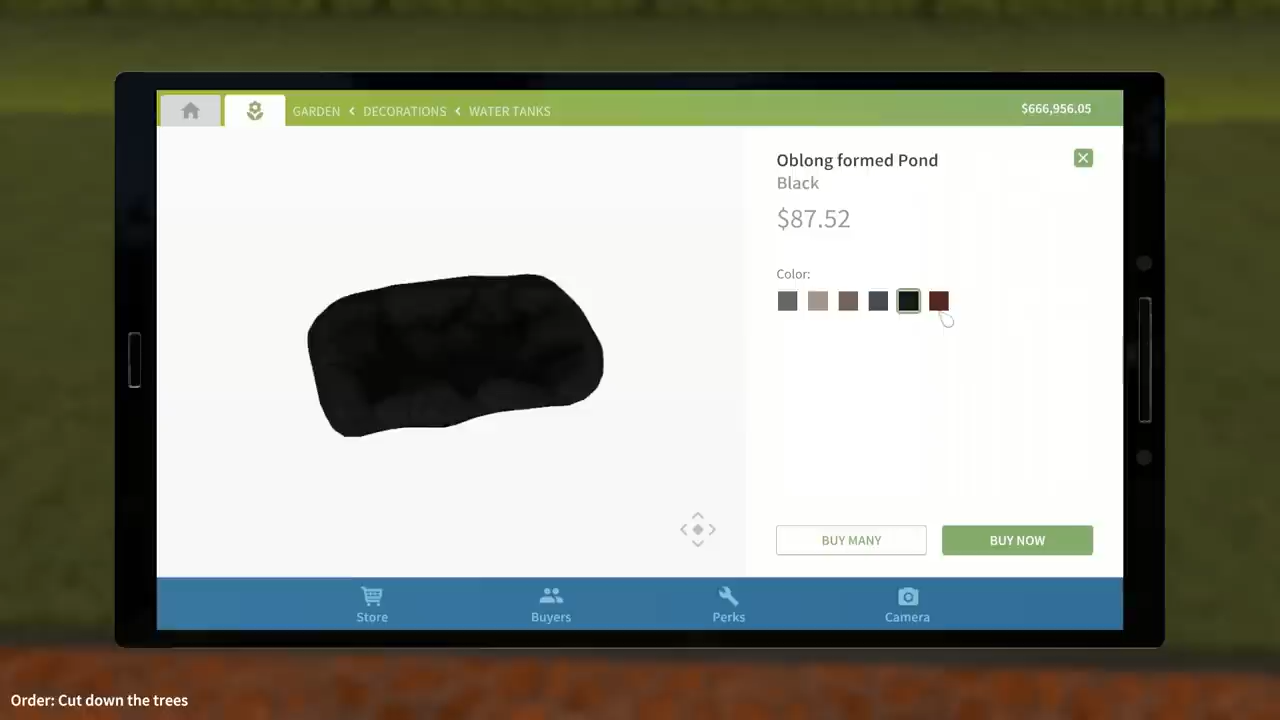 GARDEN < DECORATIONS < WATER TANKS
$666,956.05
Oblong formed Pond
Black
$87.52
Color:
BUY MANY
BUY NOW
Store
Buyers
Perks
Camera
Order: Cut down the trees